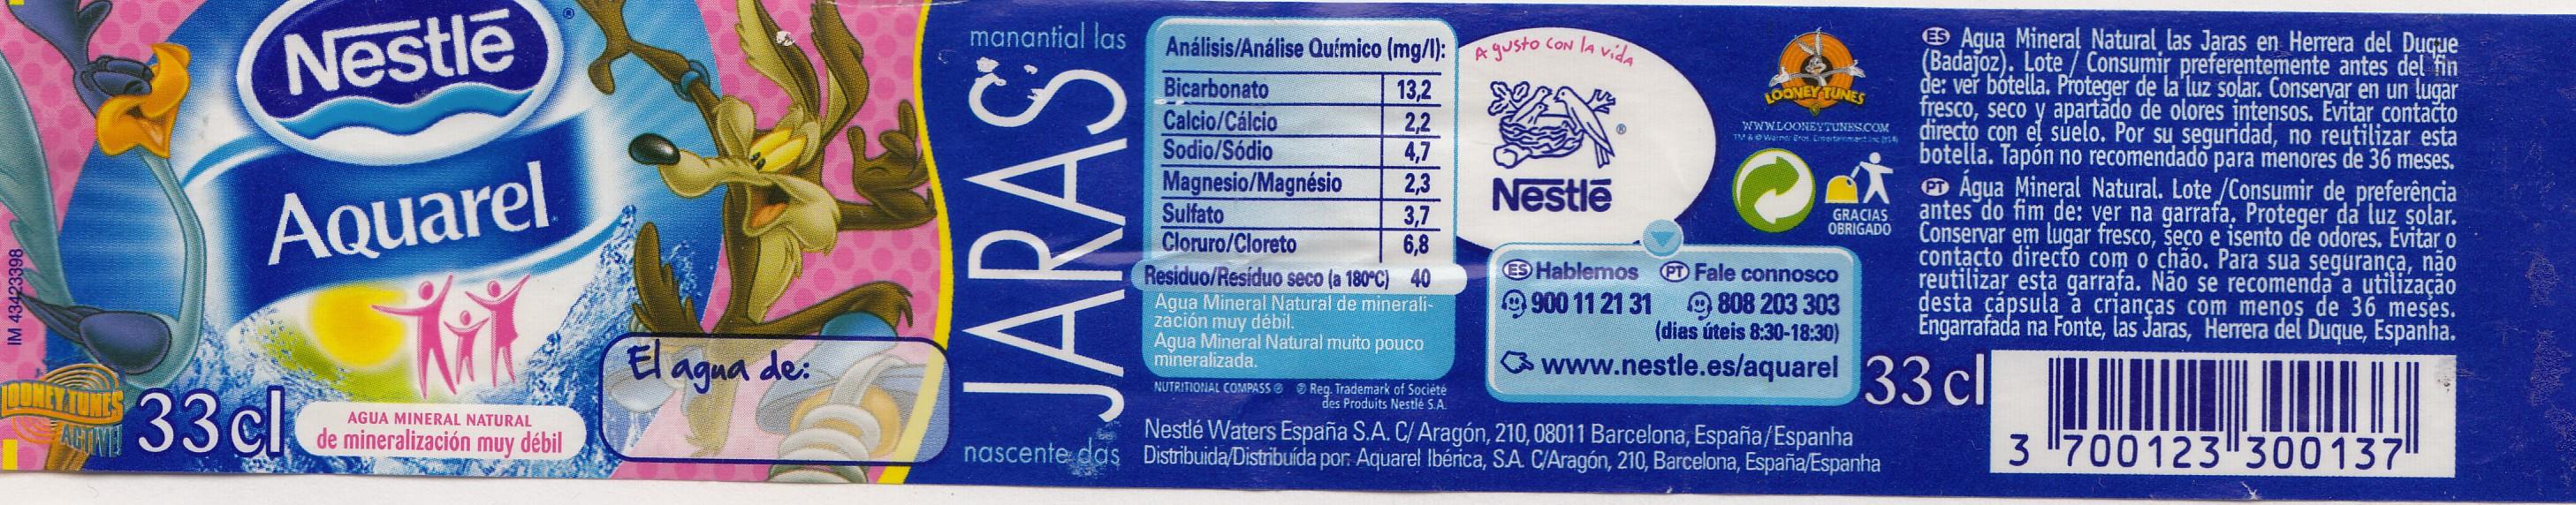 IM 43423398
Nestlē
®
Aquarel
LOONEY TUNES
ACTIVE!
33 cl
AGUA MINERAL NATURAL
de mineralización muy débil
El agua de:
manantial las
JARAS
nascente das
Análisis/Análise Químico (mg/l):
Bicarbonato 13,2
Calcio/Cálcio 2,2
Sodio/Sódio 4,7
Magnesio/Magnésio 2,3
Sulfato 3,7
Cloruro/Cloreto 6,8
Residuo/Resíduo seco (a 180ºC) 40
Agua Mineral Natural de minerali-
zación muy débil.
Agua Mineral Natural muito pouco
mineralizada.
NUTRITIONAL COMPASS ® ® Reg. Trademark of Société
des Produits Nestlé S.A.
Nestlé Waters España S.A. C/ Aragón, 210, 08011 Barcelona, España/Espanha
Distribuida/Distribuída por: Aquarel Ibérica, S.A. C/Aragón, 210, Barcelona, España/Espanha
A gusto con la vida
®
Nestlē
ES Hablemos PT Fale connosco
900 11 21 31 808 203 303
(dias úteis 8:30-18:30)
www.nestle.es/aquarel
LOONEY TUNES
WWW.LOONEYTUNES.COM
GRACIAS
OBRIGADO
ES Agua Mineral Natural las Jaras en Herrera del Duque
(Badajoz). Lote / Consumir preferentemente antes del fin
de: ver botella. Proteger de la luz solar. Conservar en un lugar
fresco, seco y apartado de olores intensos. Evitar contacto
directo con el suelo. Por su seguridad, no reutilizar esta
botella. Tapón no recomendado para menores de 36 meses.
PT Água Mineral Natural. Lote /Consumir de preferência
antes do fim de: ver na garrafa. Proteger da luz solar.
Conservar em lugar fresco, seco e isento de odores. Evitar o
contacto directo com o chão. Para sua segurança, não
reutilizar esta garrafa. Não se recomenda a utilização
desta cápsula a crianças com menos de 36 meses.
Engarrafada na Fonte, las Jaras, Herrera del Duque, Espanha.
33 cl
3 700123 300137